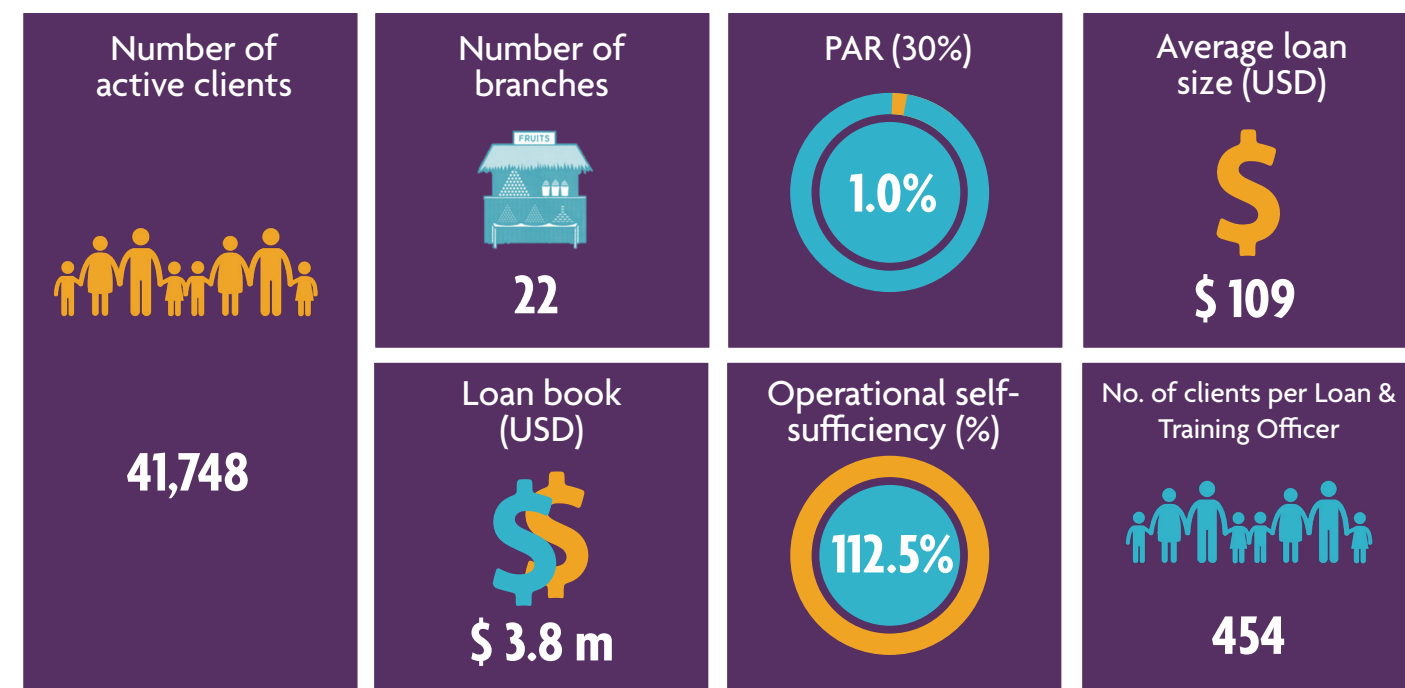 Number of
active clients
41,748
Number of
branches
FRUITS
22
PAR (30%)
1.0%
Average loan
size (USD)
$ 109
Loan book
(USD)
$ 3.8 m
Operational self-
sufficiency (%)
112.5%
No. of clients per Loan &
Training Officer
454